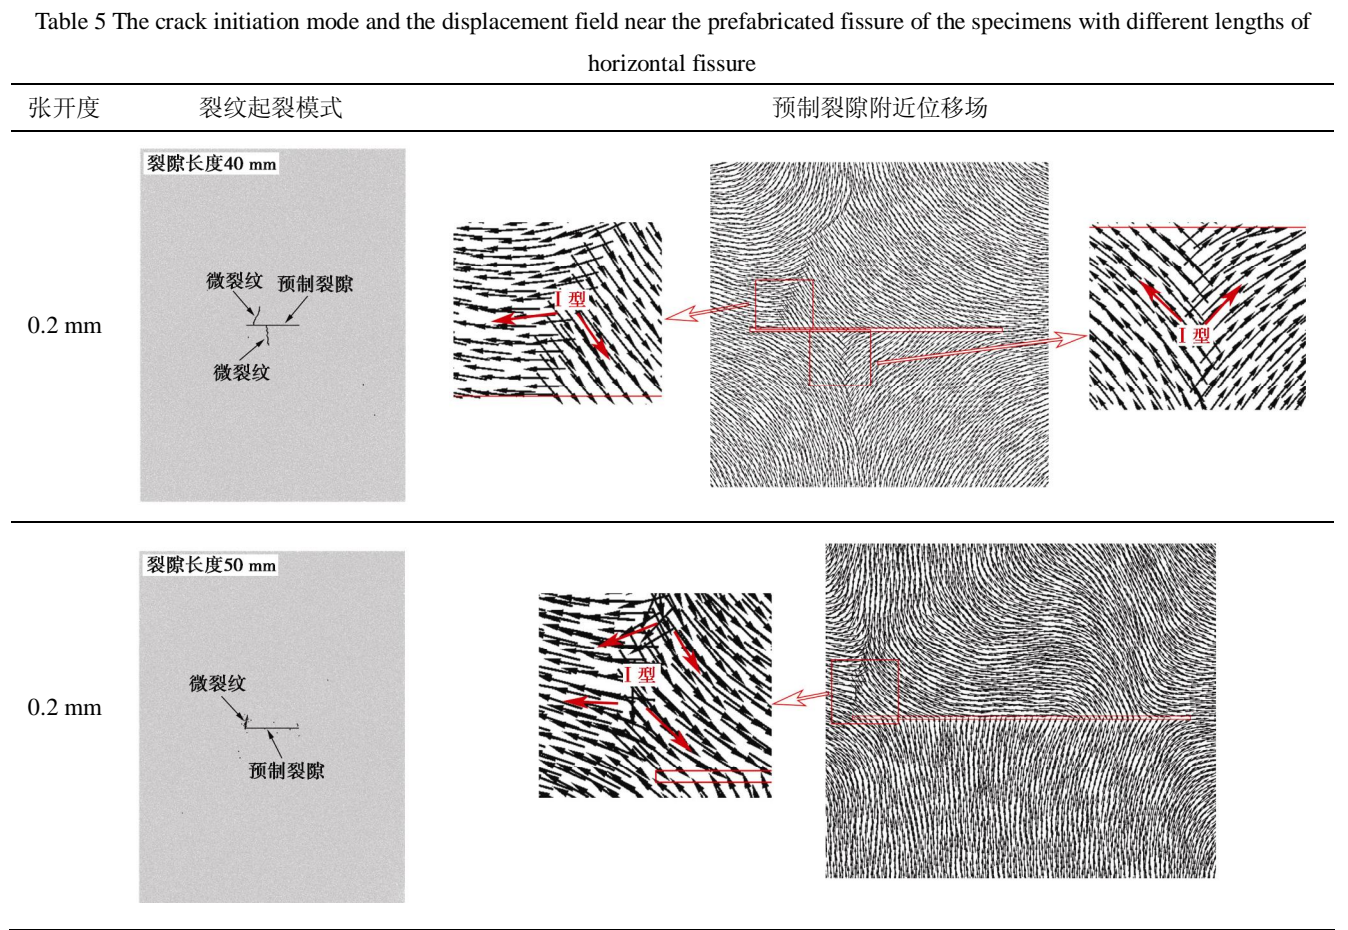 Table 5 The crack initiation mode and the displacement field near the prefabricated fissure of the specimens with different lengths of
horizontal fissure
张开度 裂纹起裂模式 预制裂隙附近位移场
裂隙长度40 mm
微裂纹 预制裂隙
微裂纹
0.2 mm
I 型
I 型
裂隙长度50 mm
微裂纹
预制裂隙
0.2 mm
I 型